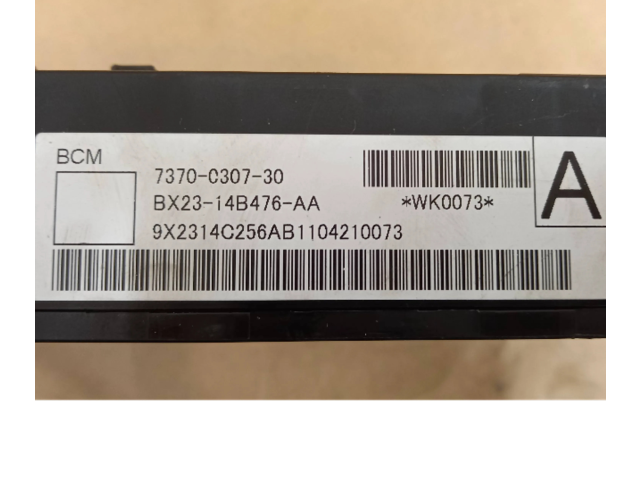 BCM
7370-0307-30
BX23-14B476-AA
*WK0073*
A
9X2314C256AB1104210073